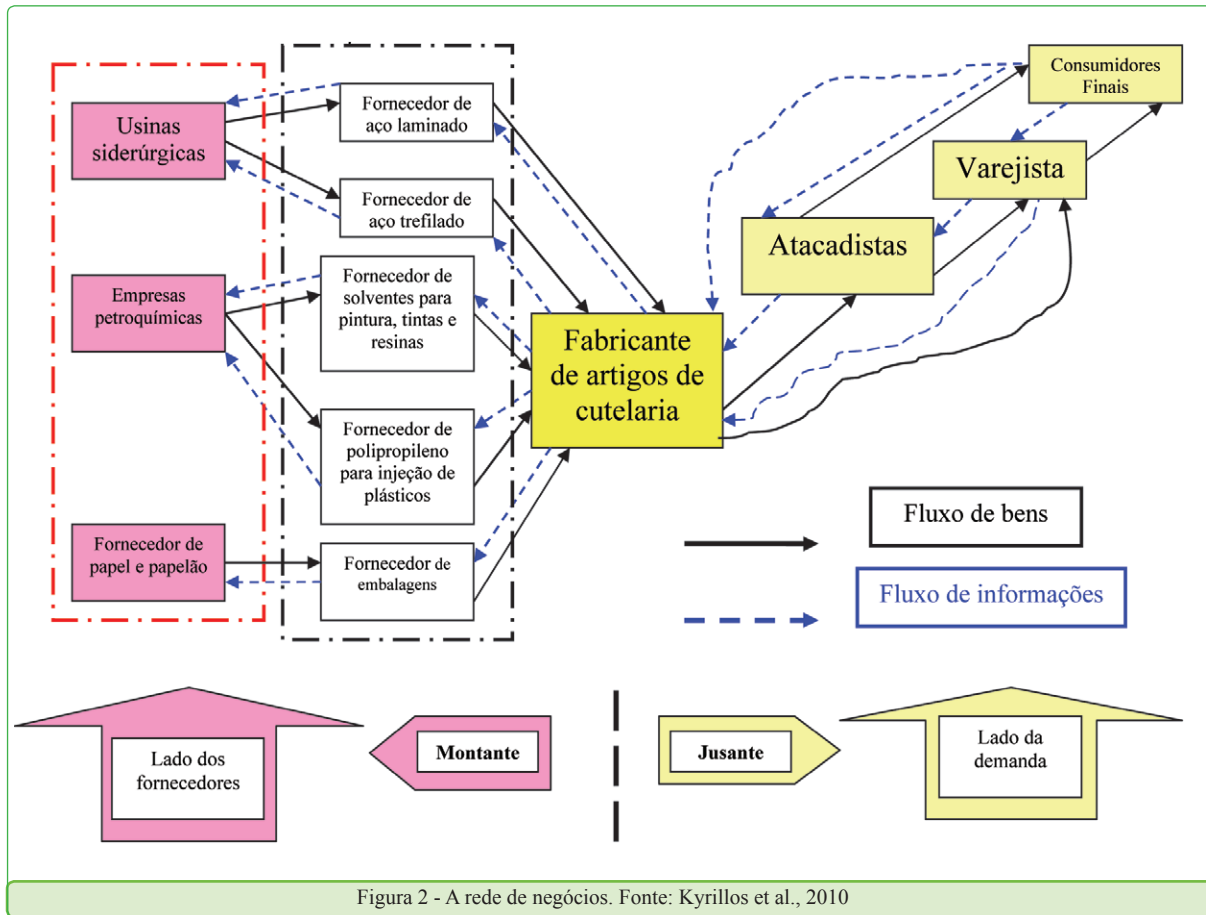 Usinas
siderúrgicas
Empresas
petroquímicas
Fornecedor de
papel e papelão
Fornecedor de
aço laminado
Fornecedor de
aço trefilado
Fornecedor de
solventes para
pintura, tintas e
resinas
Fornecedor de
polipropileno
para injeção de
plásticos
Fornecedor de
embalagens
Fabricante
de artigos de
cutelaria
Consumidores
Finais
Varejista
Atacadistas
Fluxo de bens
Fluxo de informações
Lado dos
fornecedores
Montante
Jusante
Lado da
demanda
Figura 2 - A rede de negócios. Fonte: Kyrillos et al., 2010